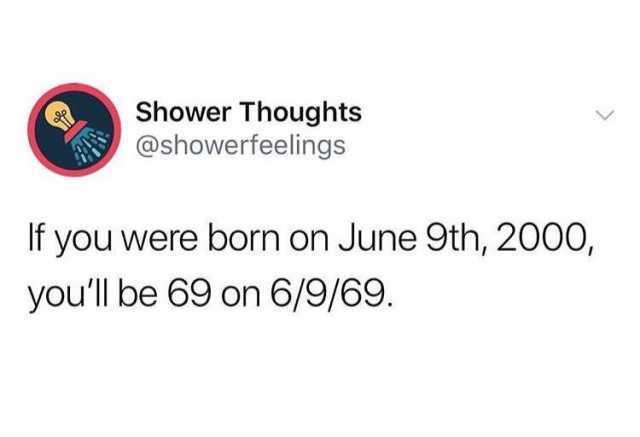 Shower Thoughts
@showerfeelings
If you were born on June 9th, 2000,
you'll be 69 on 6/9/69.